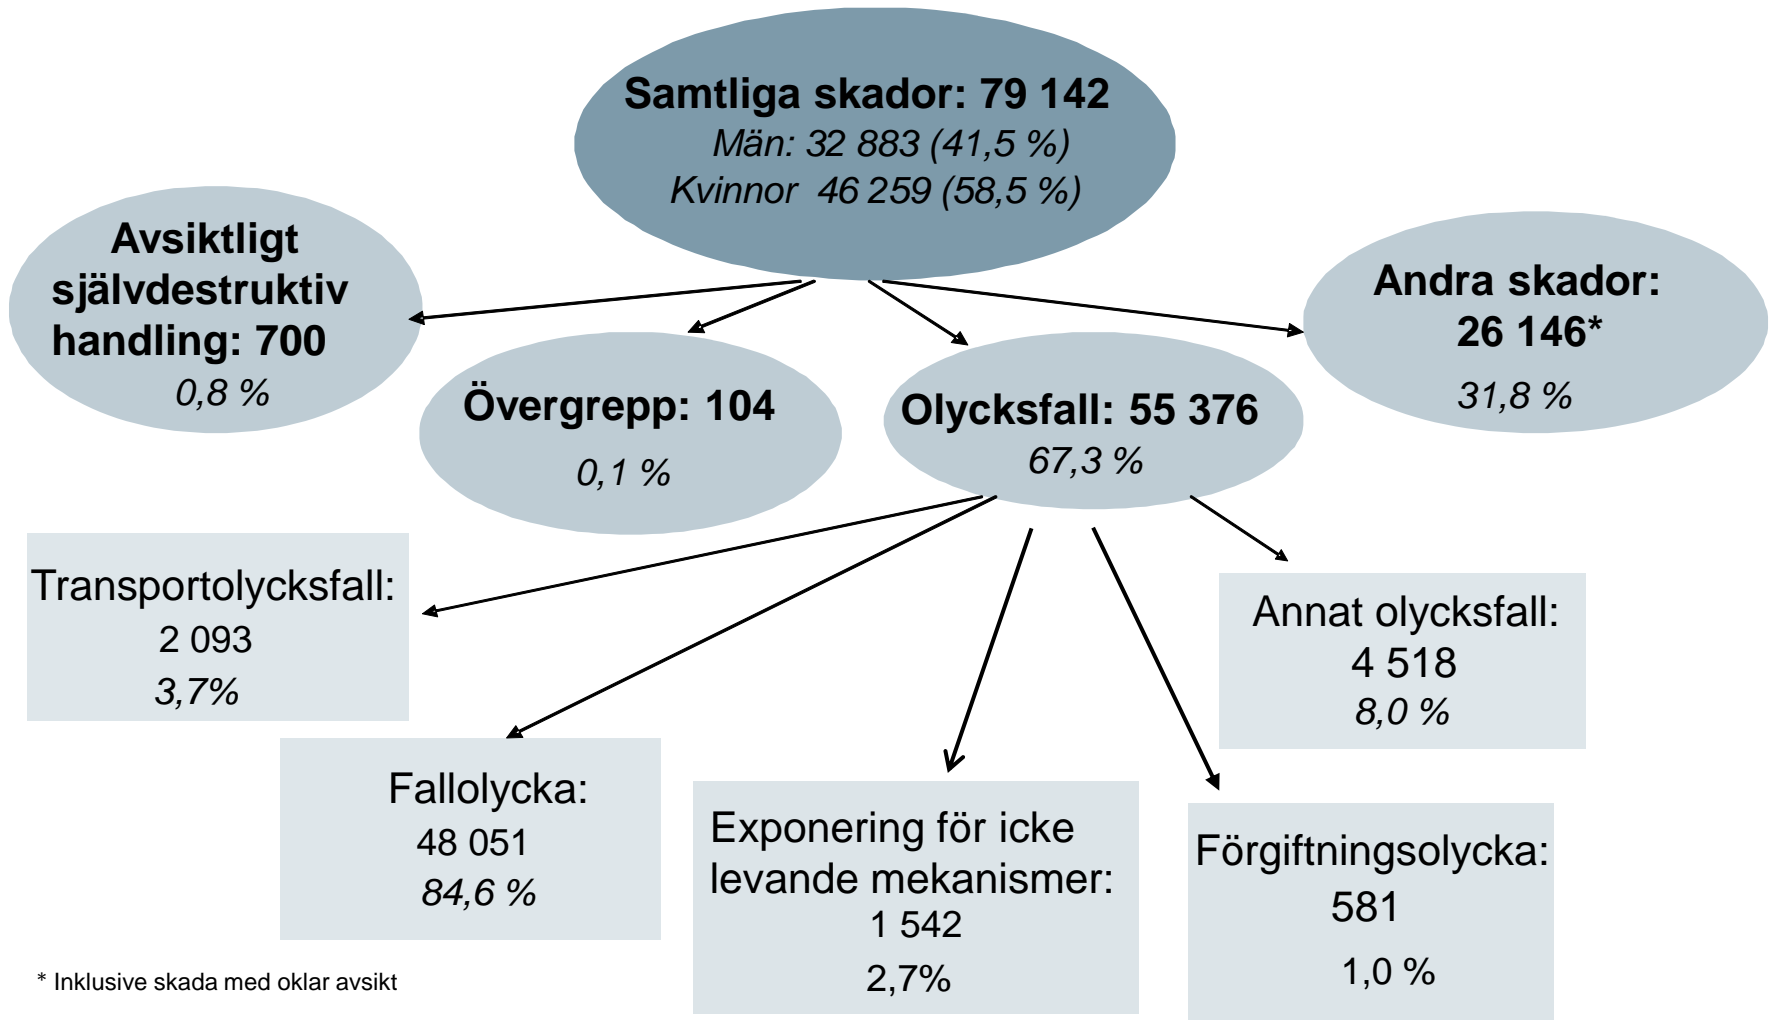 Samtliga skador: 79 142
Män: 32 883 (41,5 %)
Kvinnor 46 259 (58,5 %)
Avsiktligt
självdestruktiv
handling: 700
0,8 %
Övergrepp: 104
0,1 %
Olycksfall: 55 376
67,3 %
Andra skador:
26 146*
31,8 %
Transportolycksfall:
2 093
3,7%
Fallolycka:
48 051
84,6 %
Exponering för icke
levande mekanismer:
1 542
2,7%
Förgiftningsolycka:
581
1,0 %
Annat olycksfall:
4 518
8,0 %
* Inklusive skada med oklar avsikt